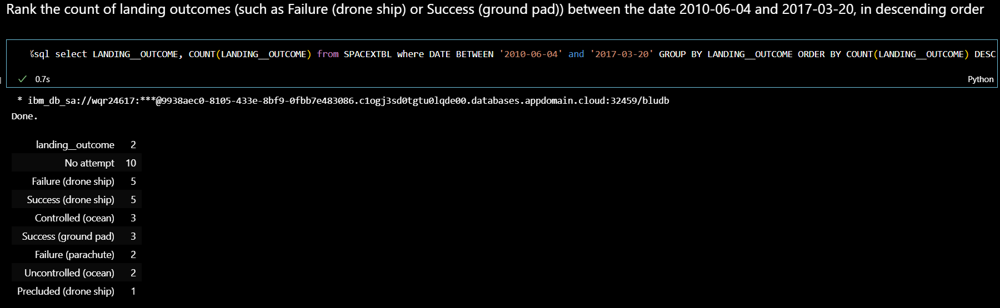 Rank the count of landing outcomes (such as Failure (drone ship) or Success (ground pad)) between the date 2010-06-04 and 2017-03-20, in descending order
%sql select LANDING__OUTCOME, COUNT(LANDING__OUTCOME) from SPACEXTBL where DATE BETWEEN '2010-06-04' and '2017-03-20' GROUP BY LANDING__OUTCOME ORDER BY COUNT(LANDING__OUTCOME) DESC
0.7s Python
* ibm_db_sa://wqr24617:***@9938aec0-8105-433e-8bf9-0fbb7e483086.c1ogj3sd0tgtu0lqde00.databases.appdomain.cloud:32459/bludb
Done.
landing__outcome 2
No attempt 10
Failure (drone ship) 5
Success (drone ship) 5
Controlled (ocean) 3
Success (ground pad) 3
Failure (parachute) 2
Uncontrolled (ocean) 2
Precluded (drone ship) 1